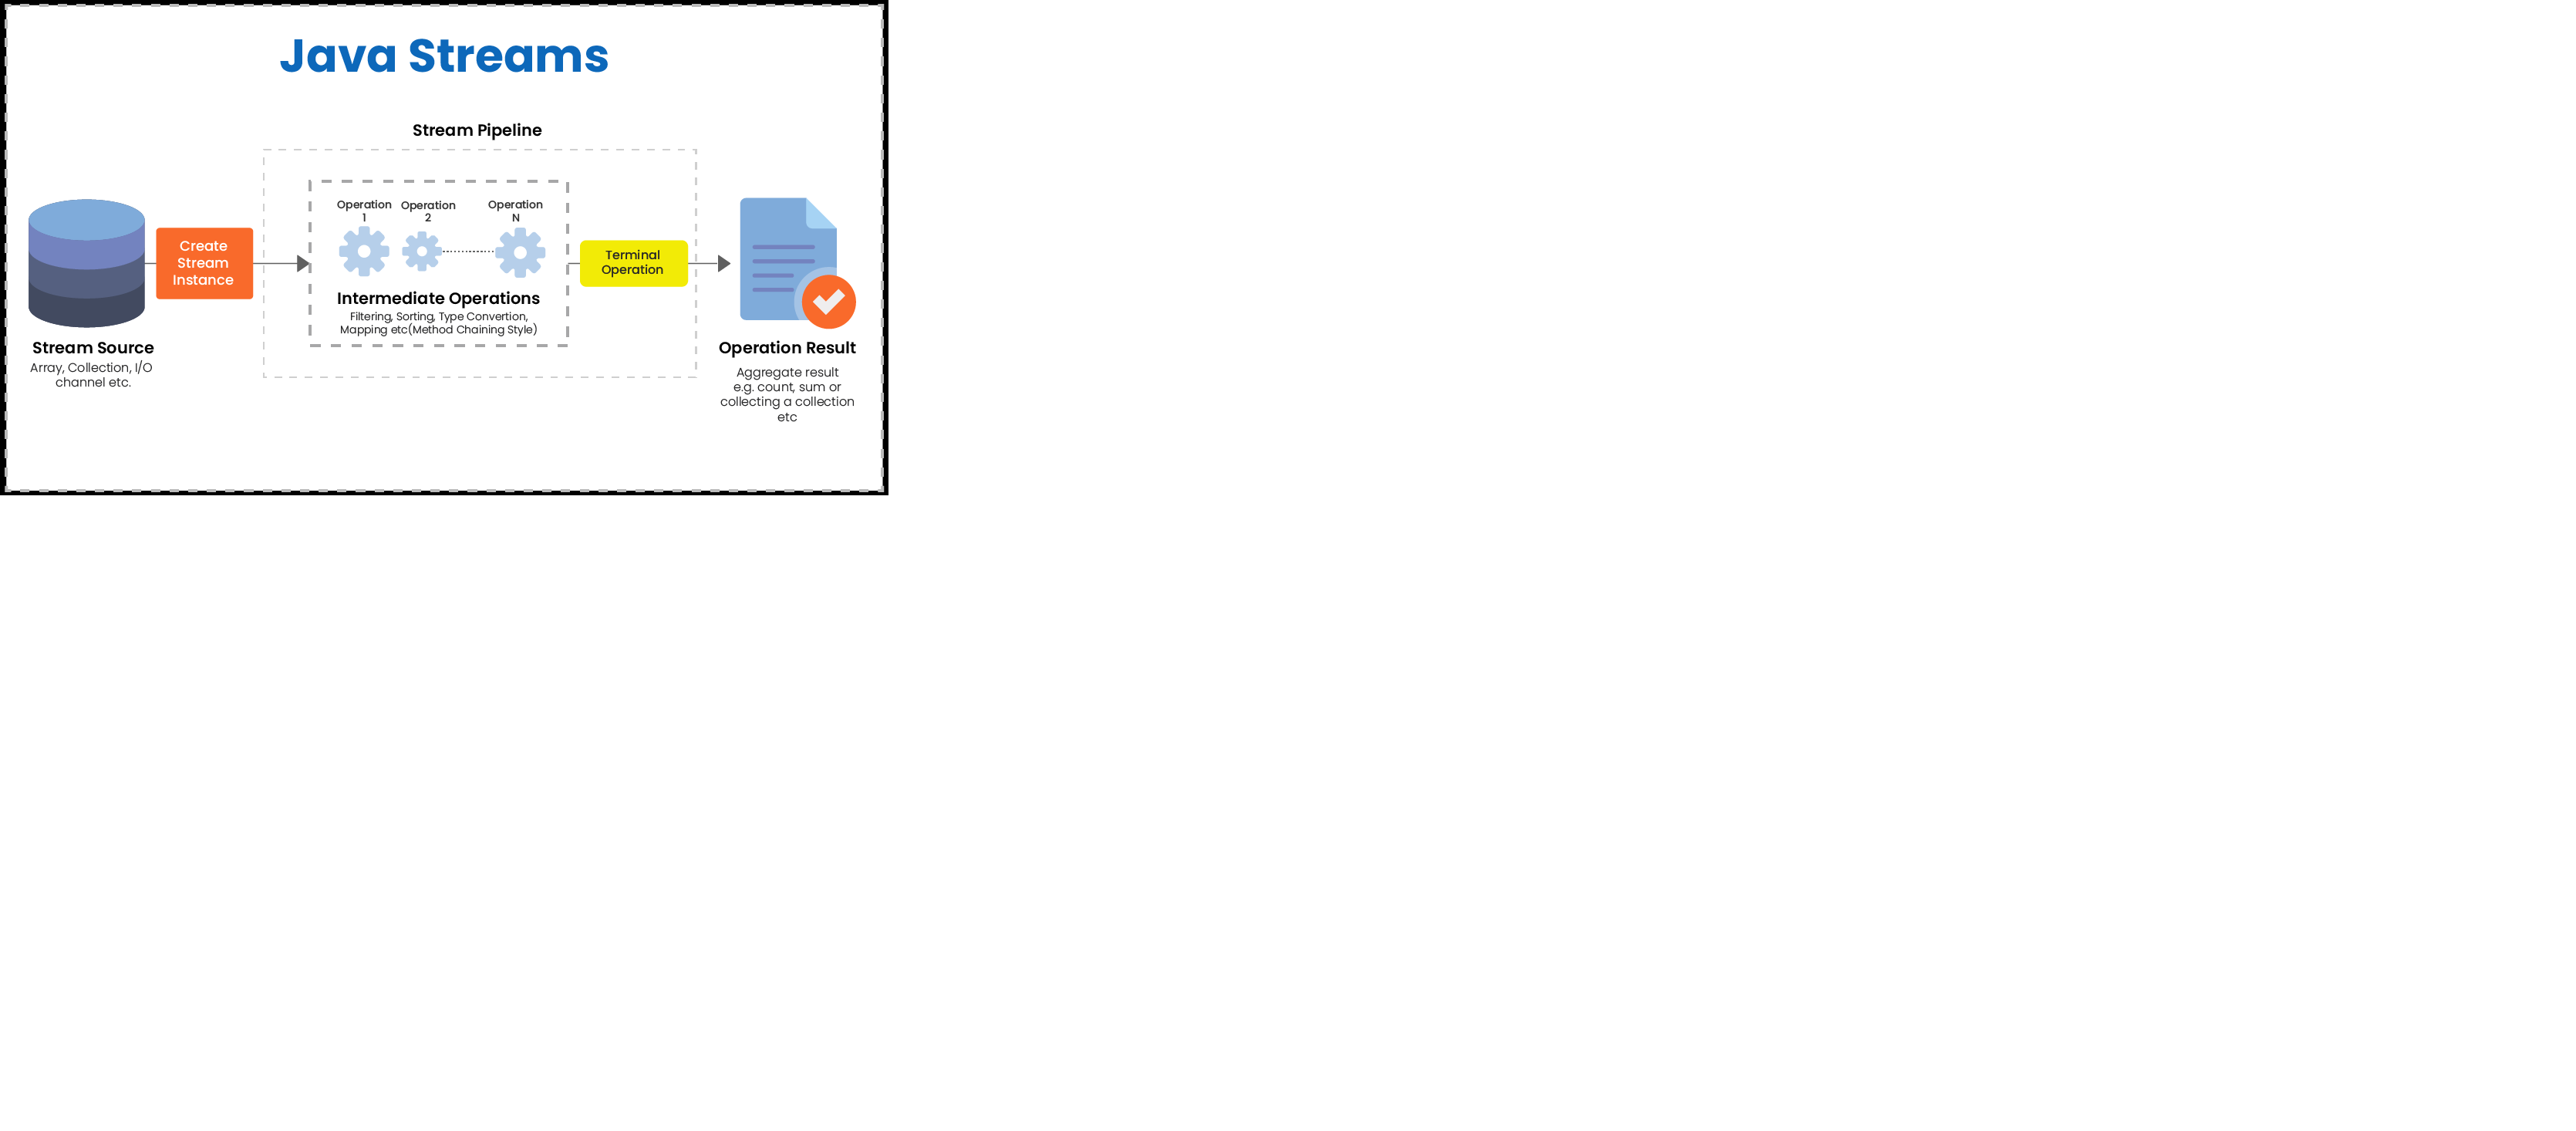 Java Streams
Stream Pipeline
Operation
1
Operation
2
Operation
N
Create
Stream
Instance
Terminal
Operation
Intermediate Operations
Filtering, Sorting, Type Convertion,
Mapping etc(Method Chaining Style)
Stream Source
Array, Collection, I/O
channel etc.
Operation Result
Aggregate result
e.g. count, sum or
collecting a collection
etc